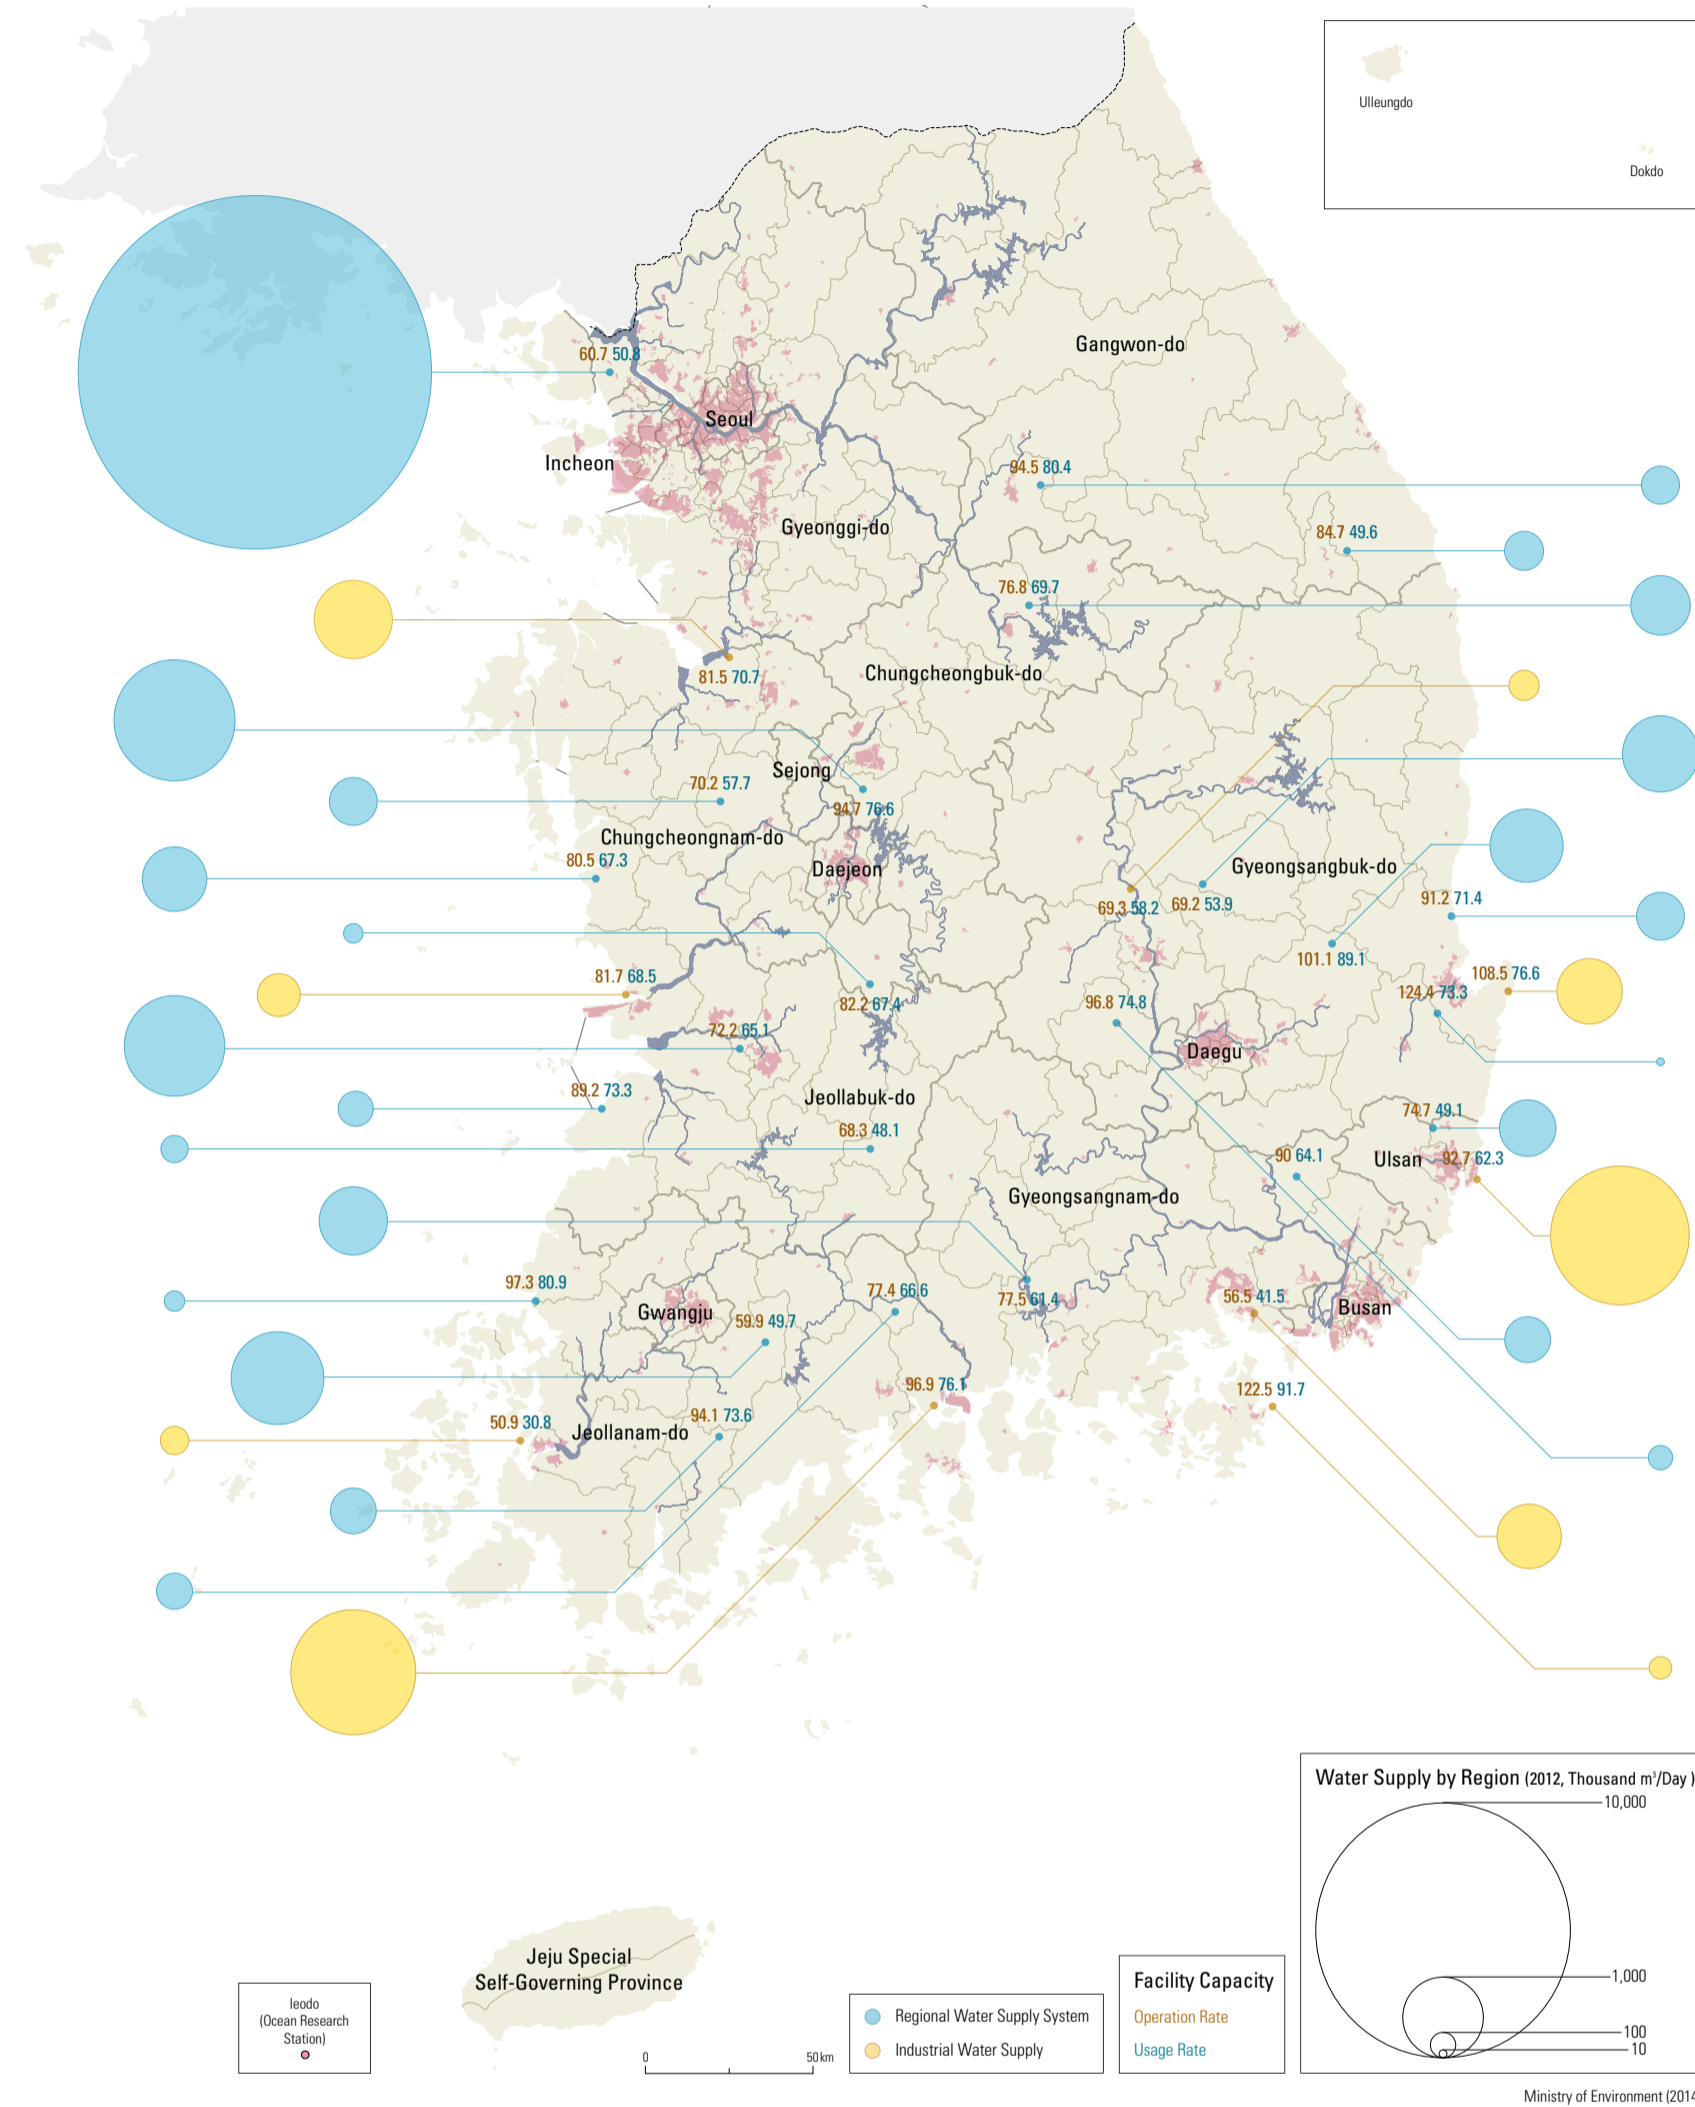 Ulleungdo
Dokdo
Gangwon-do
60.7 50.8
Seoul
Incheon
94.5 80.4
Gyeonggi-do
84.7 49.6
76.8 69.7
81.5 70.7
Chungcheongbuk-do
Sejong
70.2 57.7
94.7 76.6
Chungcheongnam-do
80.5 67.3
Daejeon
Gyeongsangbuk-do
69.3 58.2
69.2 53.9
91.2 71.4
101.1 89.1
81.7 68.5
108.5 76.6
124.4 73.3
82.2 67.4
96.8 74.8
72.2 65.1
Daegu
89.2 73.3
Jeollabuk-do
74.7 49.1
68.3 48.1
90 64.1
Ulsan
92.7 62.3
Gyeongsangnam-do
97.3 80.9
77.4 66.6
77.5 61.4
56.5 41.5
Busan
Gwangju
59.9 49.7
96.9 76.1
122.5 91.7
50.9 30.8
Jeollanam-do
94.1 73.6
Water Supply by Region (2012, Thousand m³/Day )
10,000
1,000
100
10
Jeju Special
Self-Governing Province
Ieodo
(Ocean Research
Station)
0
50 km
Regional Water Supply System
Industrial Water Supply
Facility Capacity
Operation Rate
Usage Rate
Ministry of Environment (2014